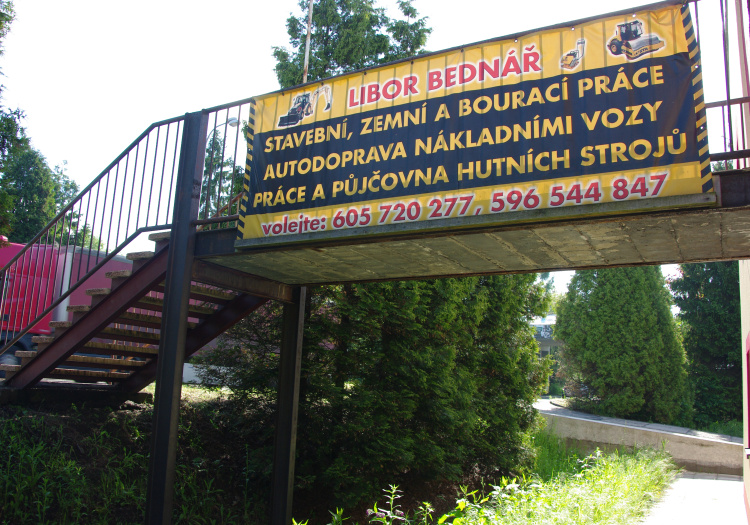 LIBOR BEDNÁŘ
STAVEBNÍ, ZEMNÍ A BOURACÍ PRÁCE
AUTODOPRAVA NÁKLADNÍMI VOZY
PRÁCE A PŮJČOVNA HUTNÍCH STROJŮ
volejte: 605 720 277, 596 544 847